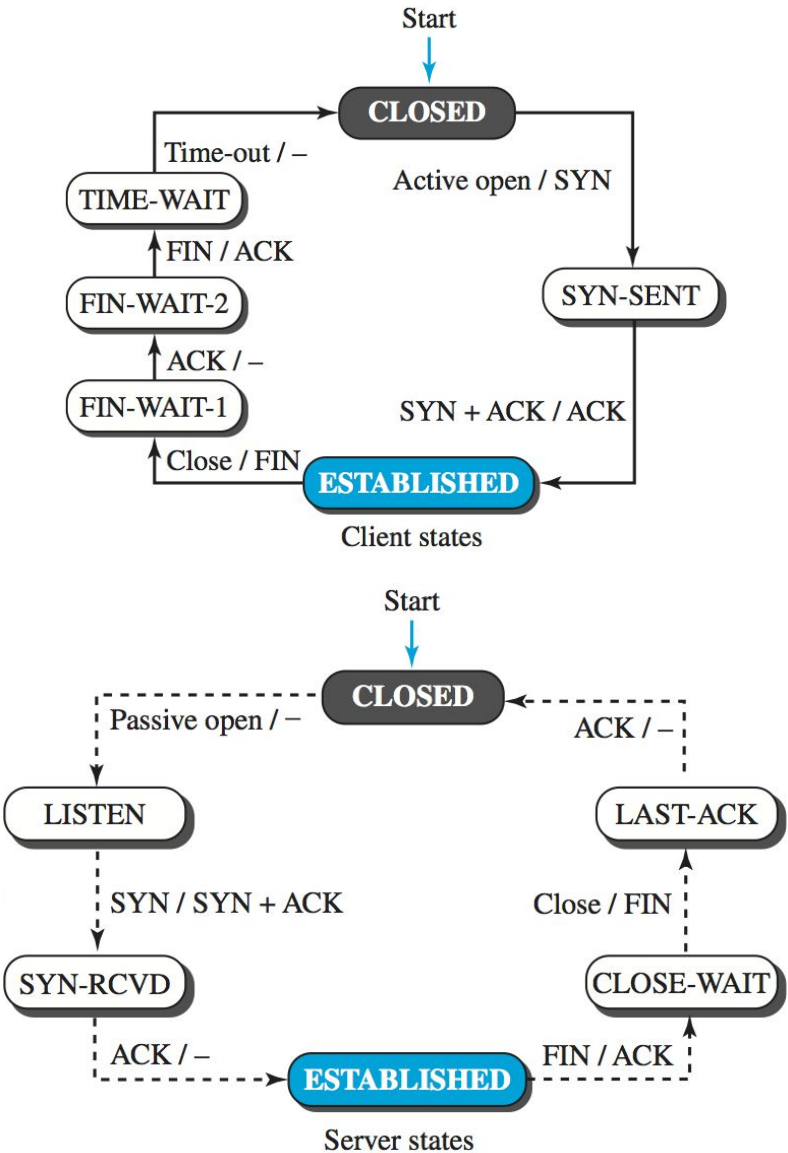 Start
CLOSED
Time-out / –
Active open / SYN
TIME-WAIT
FIN / ACK
FIN-WAIT-2
SYN-SENT
ACK / –
FIN-WAIT-1
SYN + ACK / ACK
Close / FIN
ESTABLISHED
Client states
Start
CLOSED
Passive open / –
ACK / –
LISTEN
LAST-ACK
SYN / SYN + ACK
Close / FIN
SYN-RCVD
CLOSE-WAIT
ACK / –
FIN / ACK
ESTABLISHED
Server states